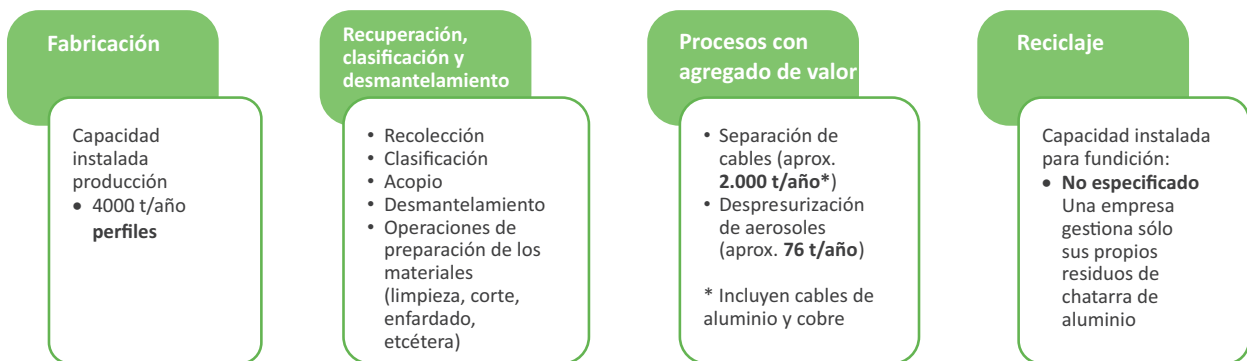 Fabricación
Capacidad
instalada
producción
• 4000 t/año
perfiles
Recuperación,
clasificación y
desmantelamiento
• Recolección
• Clasificación
• Acopio
• Desmantelamiento
• Operaciones de
preparación de los
materiales
(limpieza, corte,
enfardado,
etcétera)
Procesos con
agregado de valor
• Separación de
cables (aprox.
2.000 t/año*)
• Despresurización
de aerosoles
(aprox. 76 t/año)
* Incluyen cables de
aluminio y cobre
Reciclaje
Capacidad instalada
para fundición:
• No especificado
Una empresa
gestiona sólo
sus propios
residuos de
chatarra de
aluminio